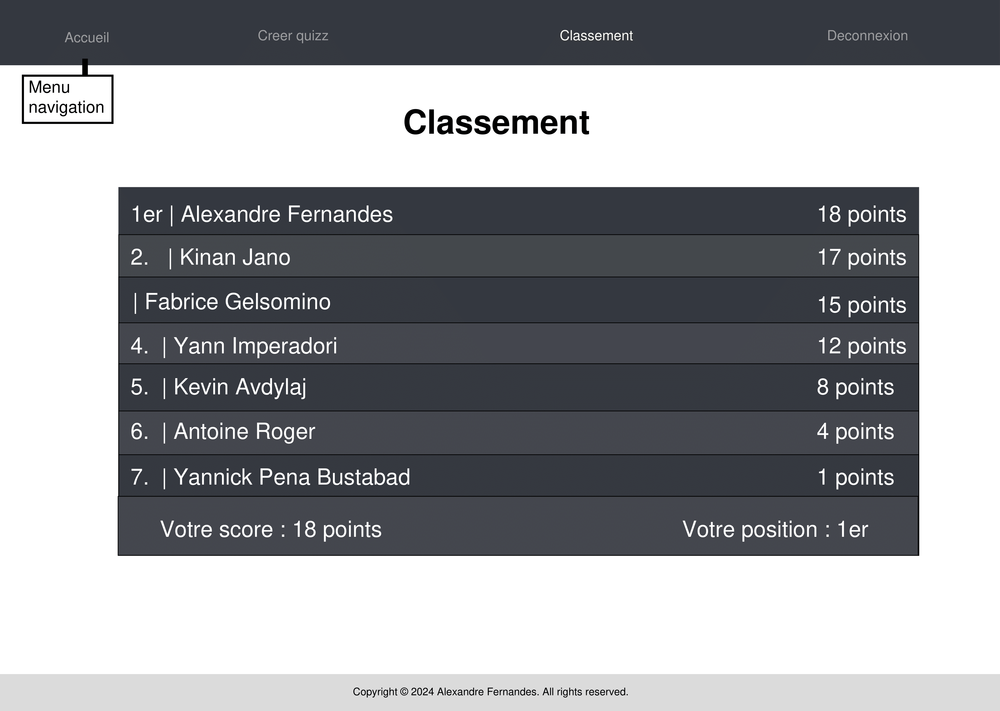 Accueil Creer quizz Classement Deconnexion
Menu
navigation
Classement
1er | Alexandre Fernandes 18 points
2. | Kinan Jano 17 points
| Fabrice Gelsomino 15 points
4. | Yann Imperadori 12 points
5. | Kevin Avdylaj 8 points
6. | Antoine Roger 4 points
7. | Yannick Pena Bustabad 1 points
Votre score : 18 points Votre position : 1er
Copyright © 2024 Alexandre Fernandes. All rights reserved.